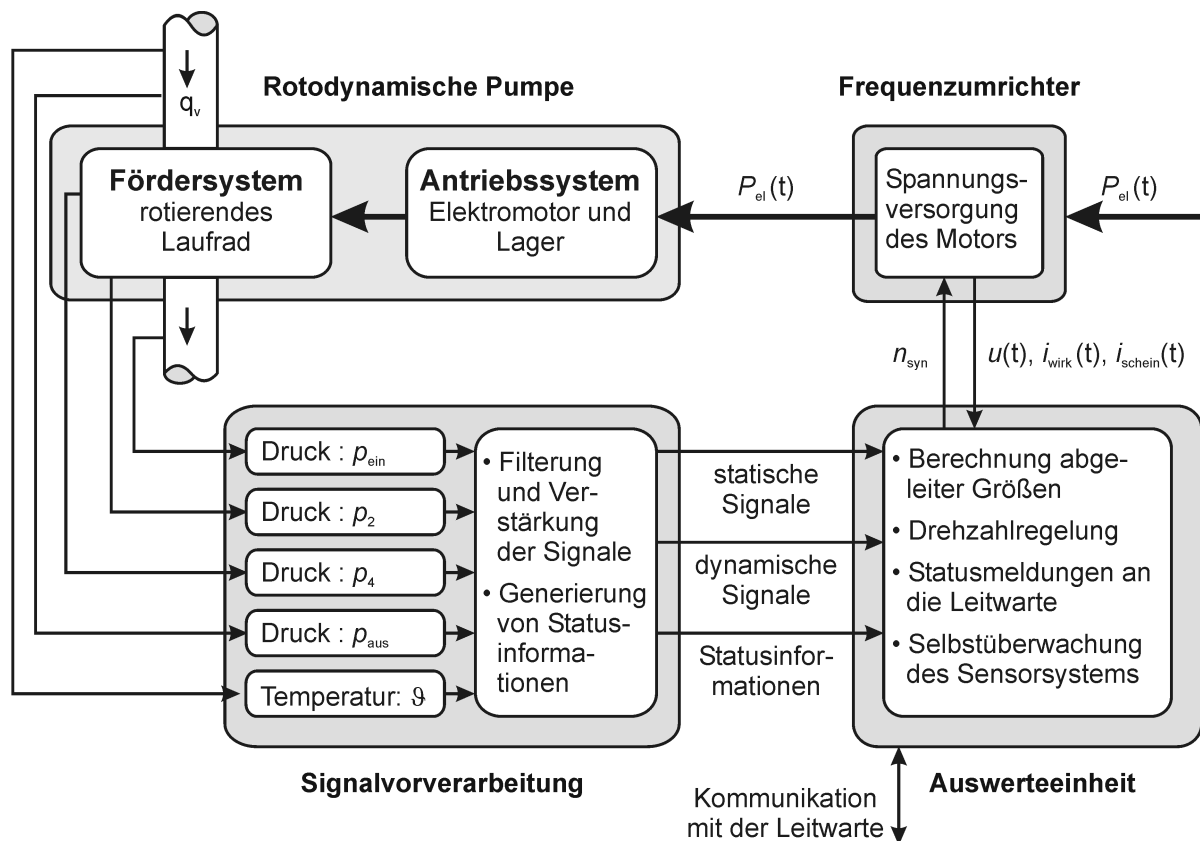 q_v
Rotodynamische Pumpe
Frequenzumrichter
Fördersystem
rotierendes
Laufrad
Antriebssystem
Elektromotor und
Lager
P_el (t)
Spannungs-
versorgung
des Motors
P_el (t)
n_syn
u(t), i_wirk (t), i_schein (t)
Druck : p_ein
Druck : p_2
Druck : p_4
Druck : p_aus
Temperatur: ϑ
• Filterung
und Ver-
stärkung
der Signale
• Generierung
von Status-
informa-
tionen
statische
Signale
dynamische
Signale
Statusinfor-
mationen
• Berechnung abge-
leiter Größen
• Drehzahlregelung
• Statusmeldungen an
die Leitwarte
• Selbstüberwachung
des Sensorsystems
Signalvorverarbeitung
Auswerteeinheit
Kommunikation
mit der Leitwarte